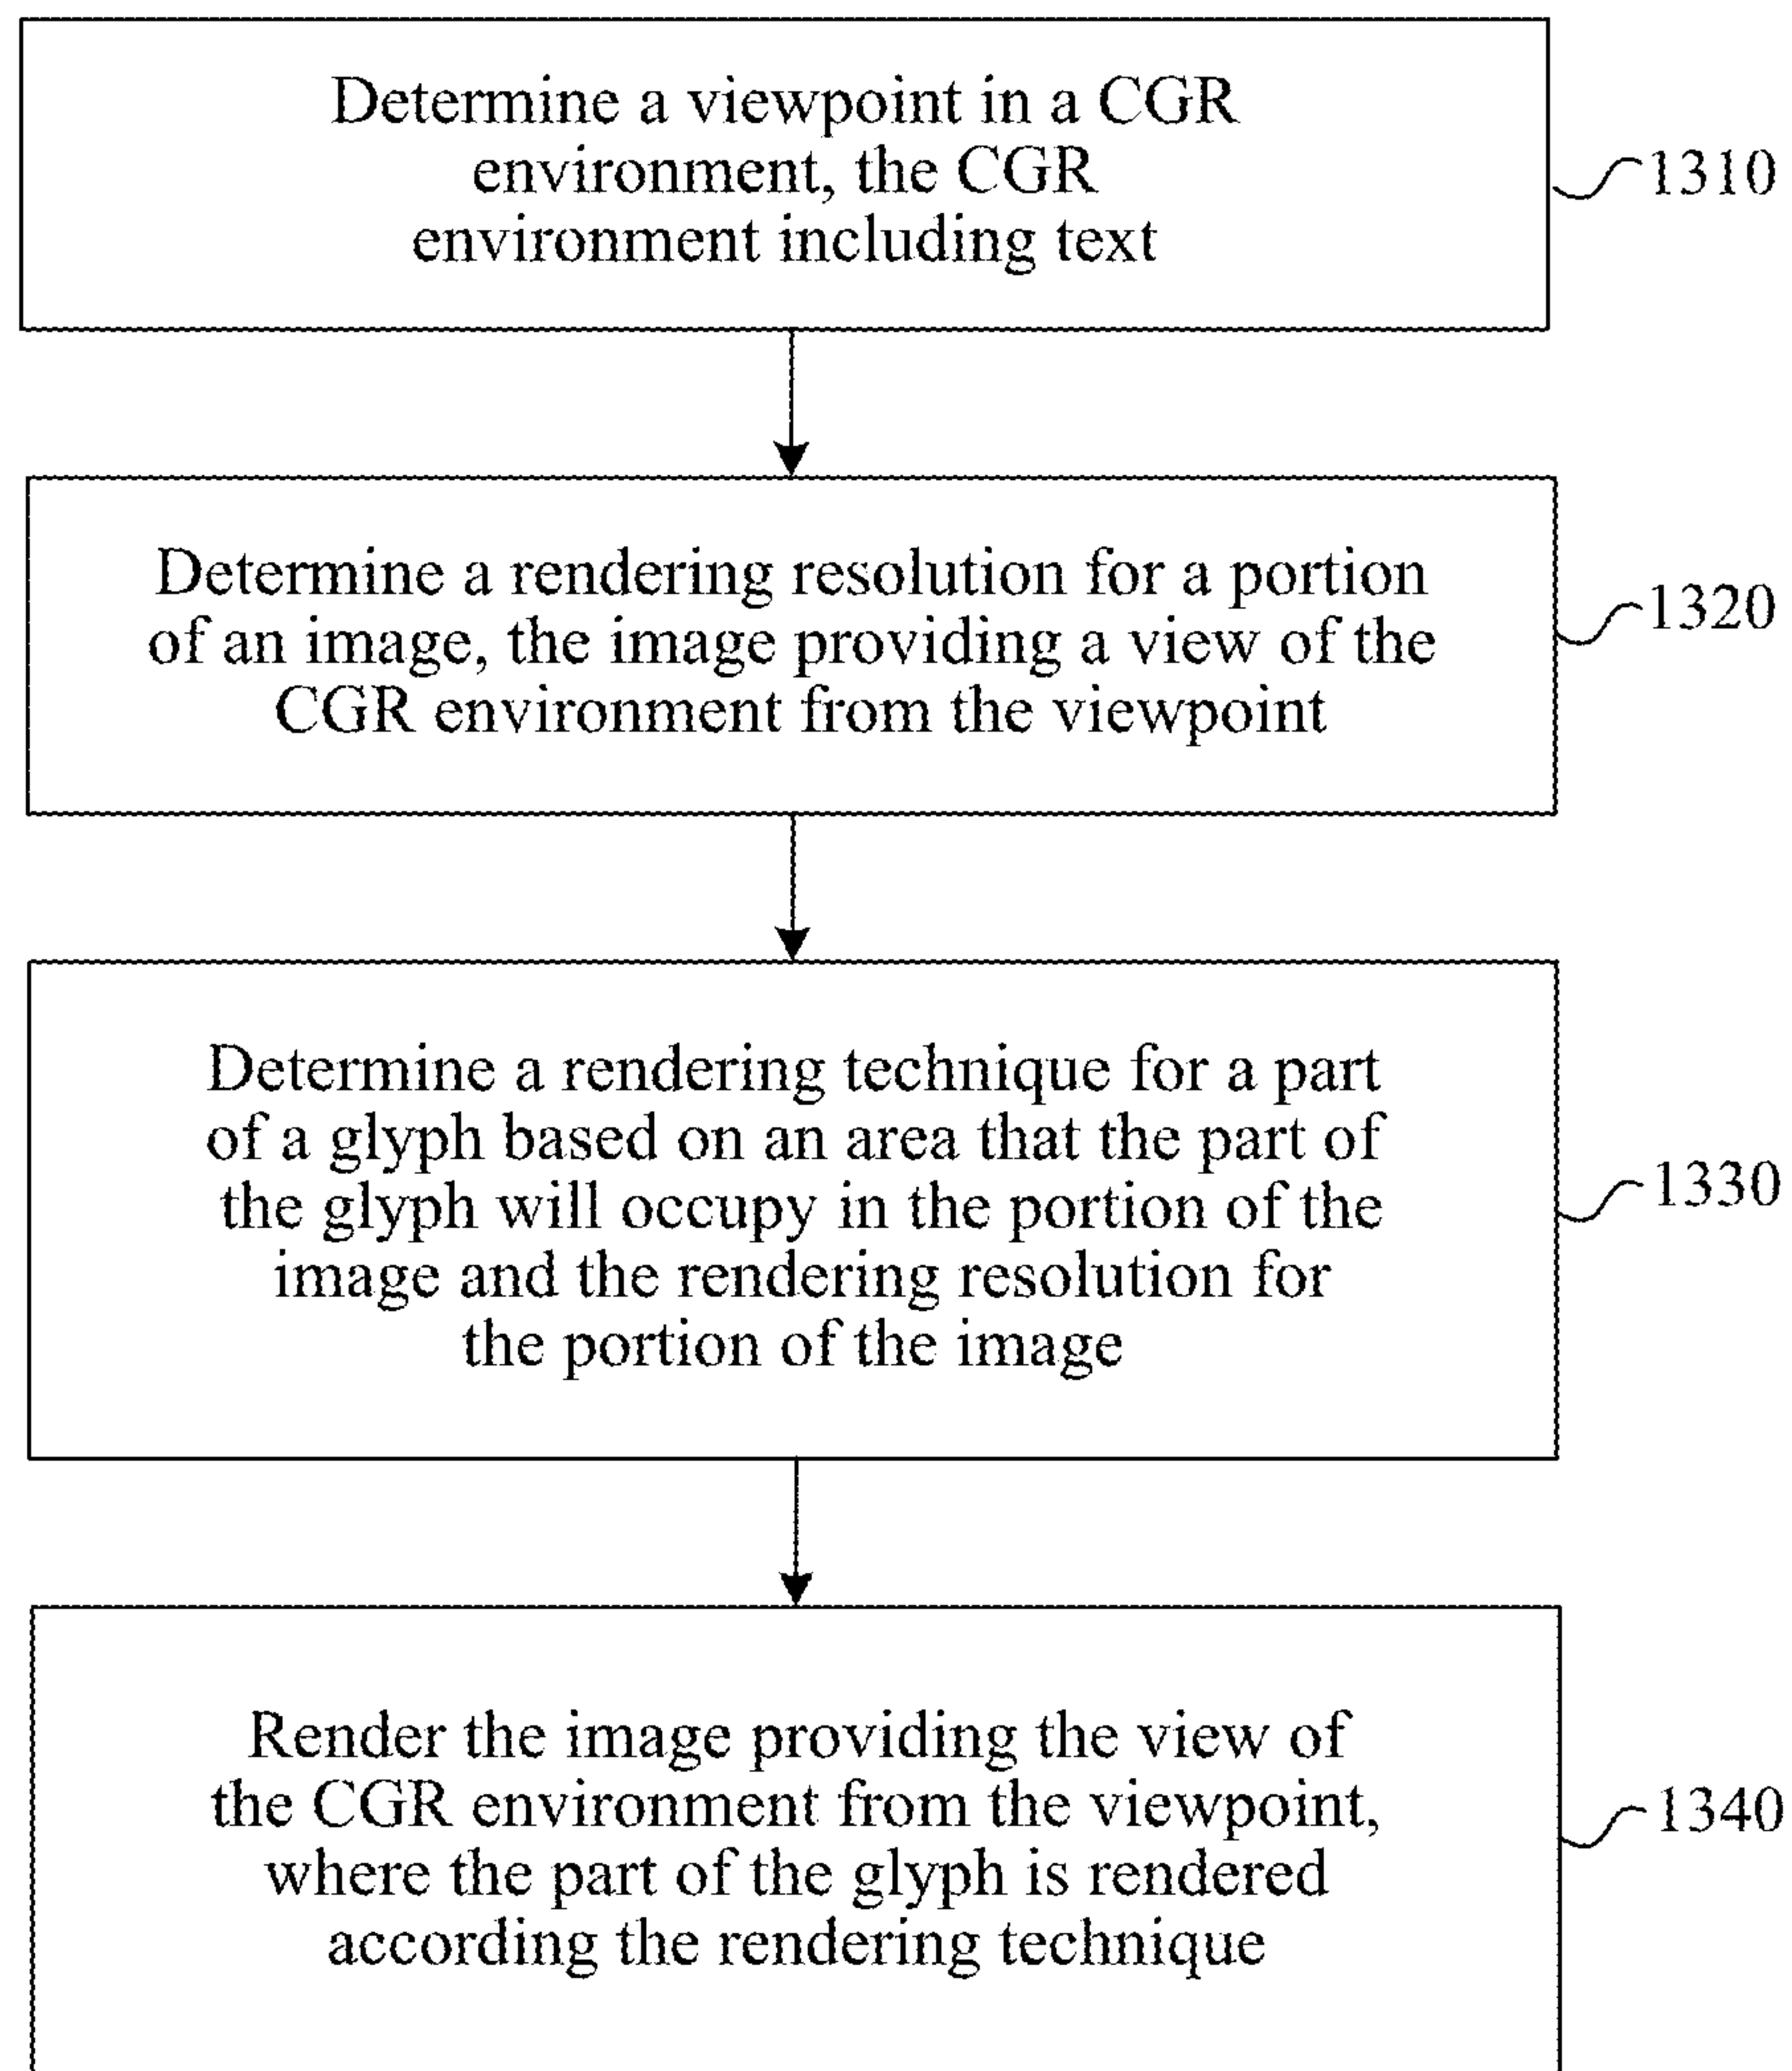 Determine a viewpoint in a CGR
environment, the CGR
environment including text
1310
Determine a rendering resolution for a portion
of an image, the image providing a view of the
CGR environment from the viewpoint
1320
Determine a rendering technique for a part
of a glyph based on an area that the part of
the glyph will occupy in the portion of the
image and the rendering resolution for
the portion of the image
1330
Render the image providing the view of
the CGR environment from the viewpoint,
where the part of the glyph is rendered
according the rendering technique
1340